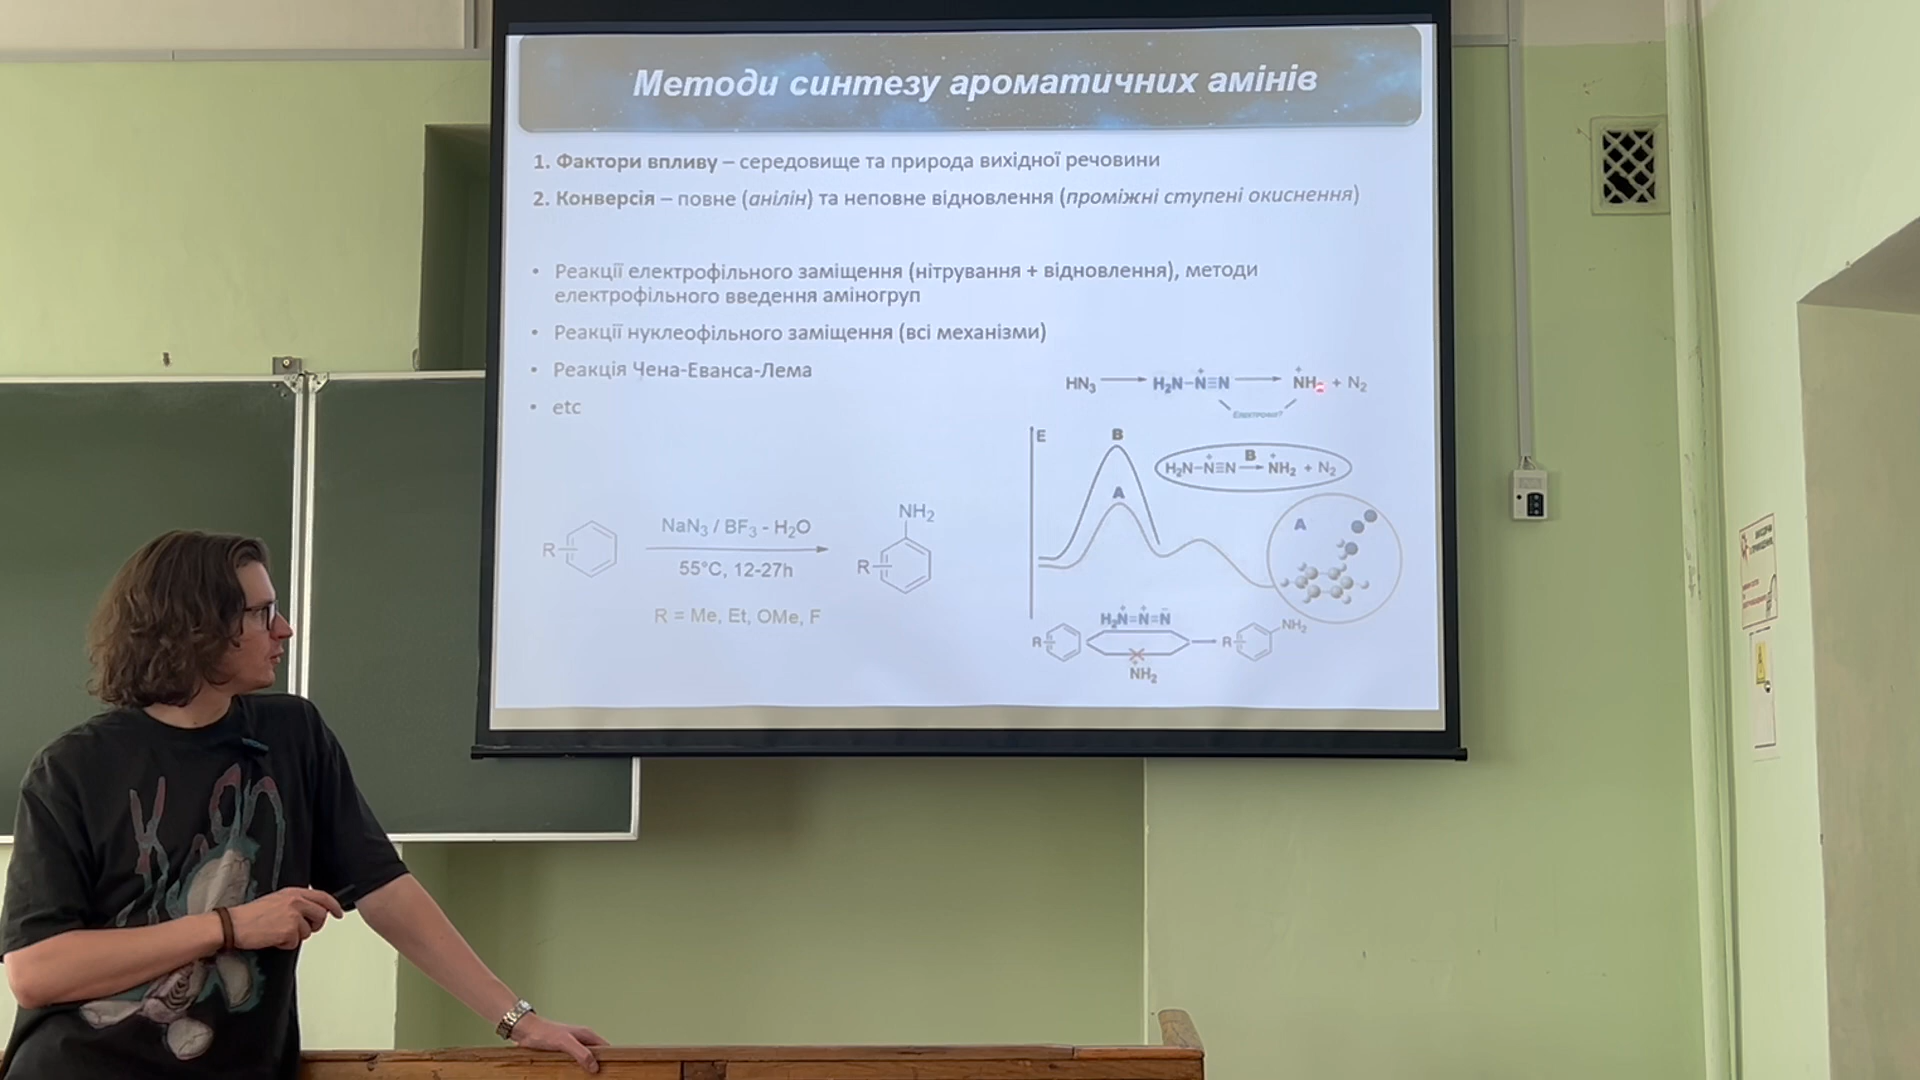 Методи синтезу ароматичних амінів
1. Фактори впливу – середовище та природа вихідної речовини
2. Конверсія – повне (анілін) та неповне відновлення (проміжні ступені окиснення)
• Реакції електрофільного заміщення (нітрування + відновлення), методи
електрофільного введення аміногруп
• Реакції нуклеофільного заміщення (всі механізми)
• Реакція Чена-Еванса-Лема
• etc
HN₃ → H₂N–N⁺≡N → NH₂⁺ + N₂
Електрофил?
E
B
A
H₂N–N⁺≡N B → NH₂⁺ + N₂
A
R
NaN₃ / BF₃ - H₂O
55°C, 12-27h
R
NH₂
R = Me, Et, OMe, F
R
H₂N⁺=N⁺=N⁻
NH₂⁺
R
NH₂